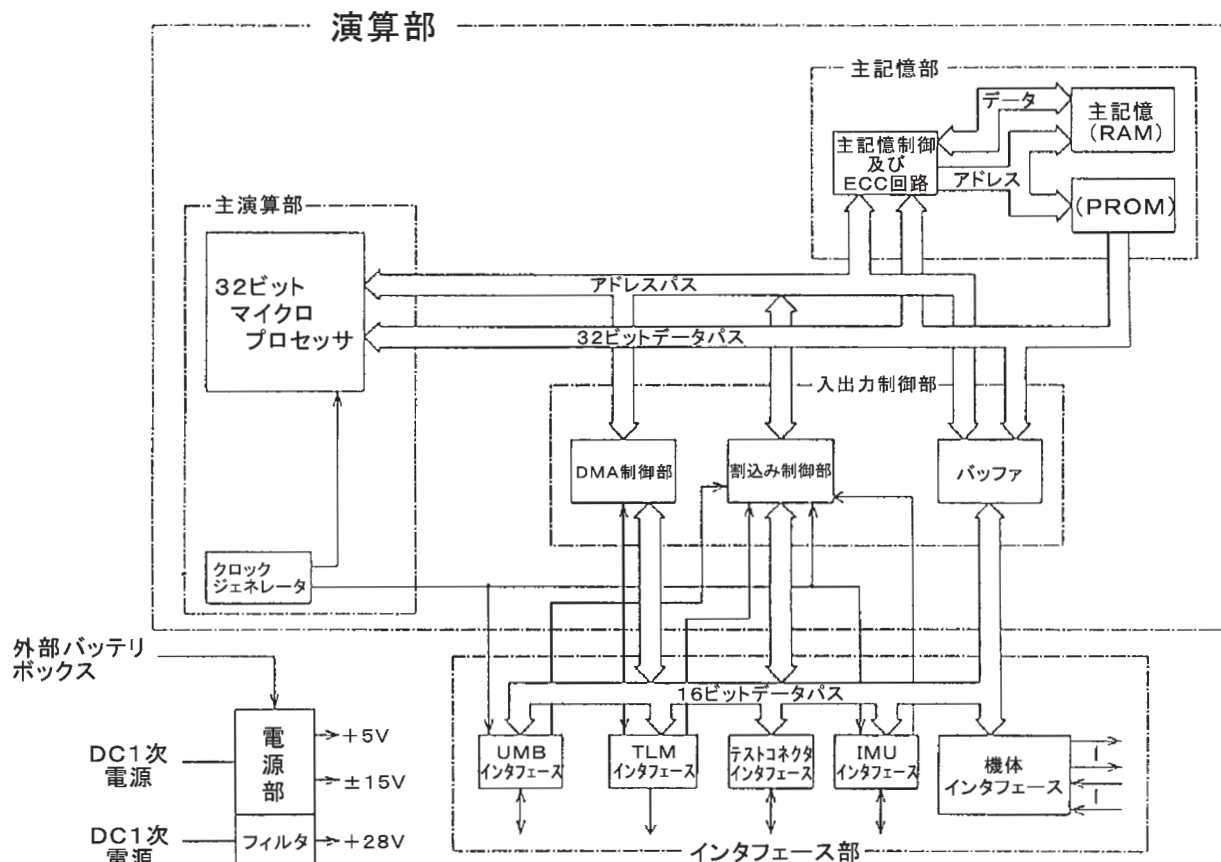 演算部
主記憶部
データ
主記憶
(RAM)
主記憶制御
及び
ECC回路
アドレス
(PROM)
主演算部
32ビット
マイクロ
プロセッサ
アドレスパス
32ビットデータパス
入出力制御部
DMA制御部
割込み制御部
バッファ
クロック
ジェネレータ
外部バッテリ
ボックス
16ビットデータパス
電源部
+5V
DC1次
電源
±15V
UMB
インタフェース
TLM
インタフェース
テストコネクタ
インタフェース
IMU
インタフェース
機体
インタフェース
DC1次
電源
フィルタ
+28V
インタフェース部